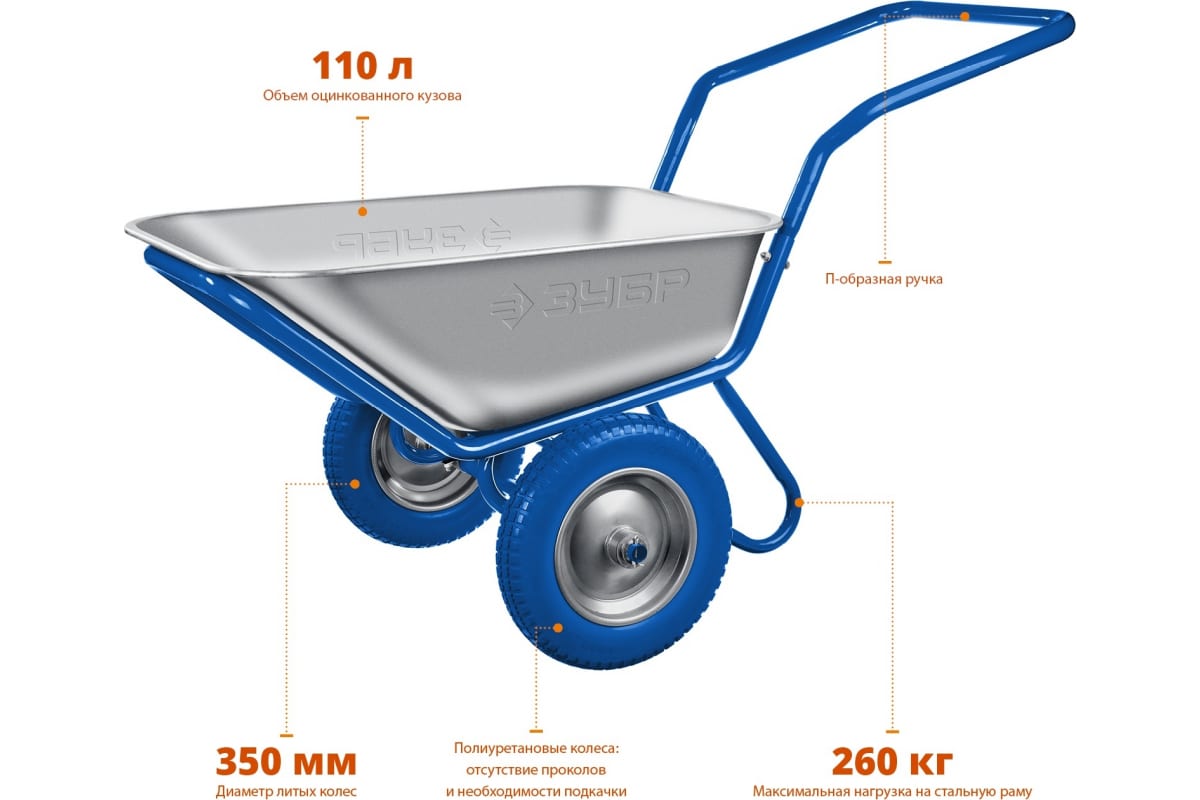 110 л
Объем оцинкованного кузова
ЗУБР
ЗУБР
П-образная ручка
350 мм
Диаметр литых колес
Полиуретановые колеса:
отсутствие проколов
и необходимости подкачки
260 кг
Максимальная нагрузка на стальную раму